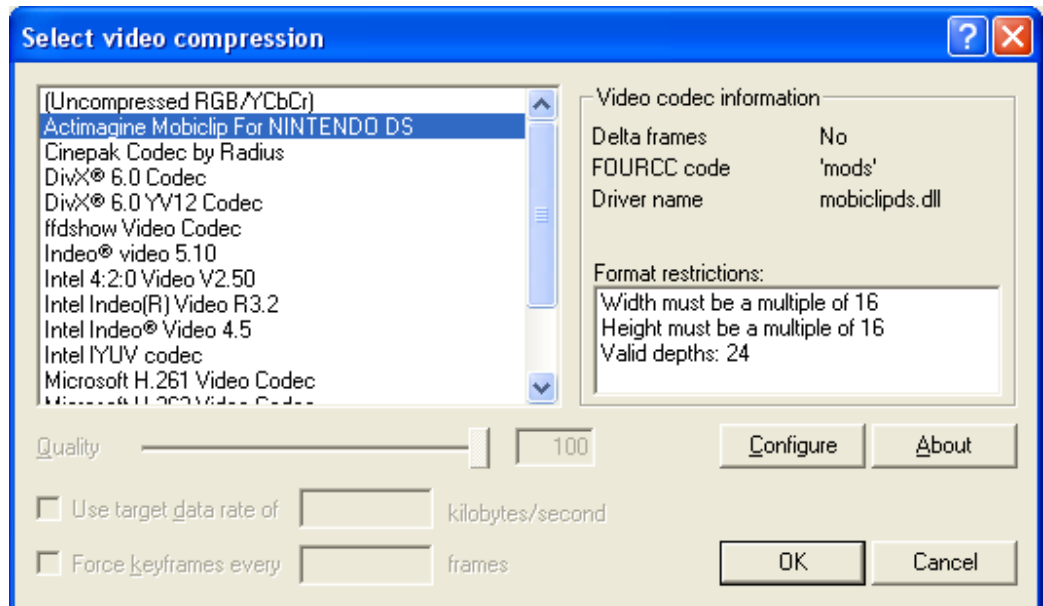 Select video compression
(Uncompressed RGB/YCbCr)
Actimagine Mobiclip For NINTENDO DS
Cinepak Codec by Radius
DivX® 6.0 Codec
DivX® 6.0 YV12 Codec
ffdshow Video Codec
Indeo® video 5.10
Intel 4:2:0 Video V2.50
Intel Indeo(R) Video R3.2
Intel Indeo® Video 4.5
Intel IYUV codec
Microsoft H.261 Video Codec
Video codec information
Delta frames No
FOURCC code 'mods'
Driver name mobiclipds.dll
Format restrictions:
Width must be a multiple of 16
Height must be a multiple of 16
Valid depths: 24
Quality 100
Configure About
Use target data rate of kilobytes/second
Force keyframes every frames
OK Cancel